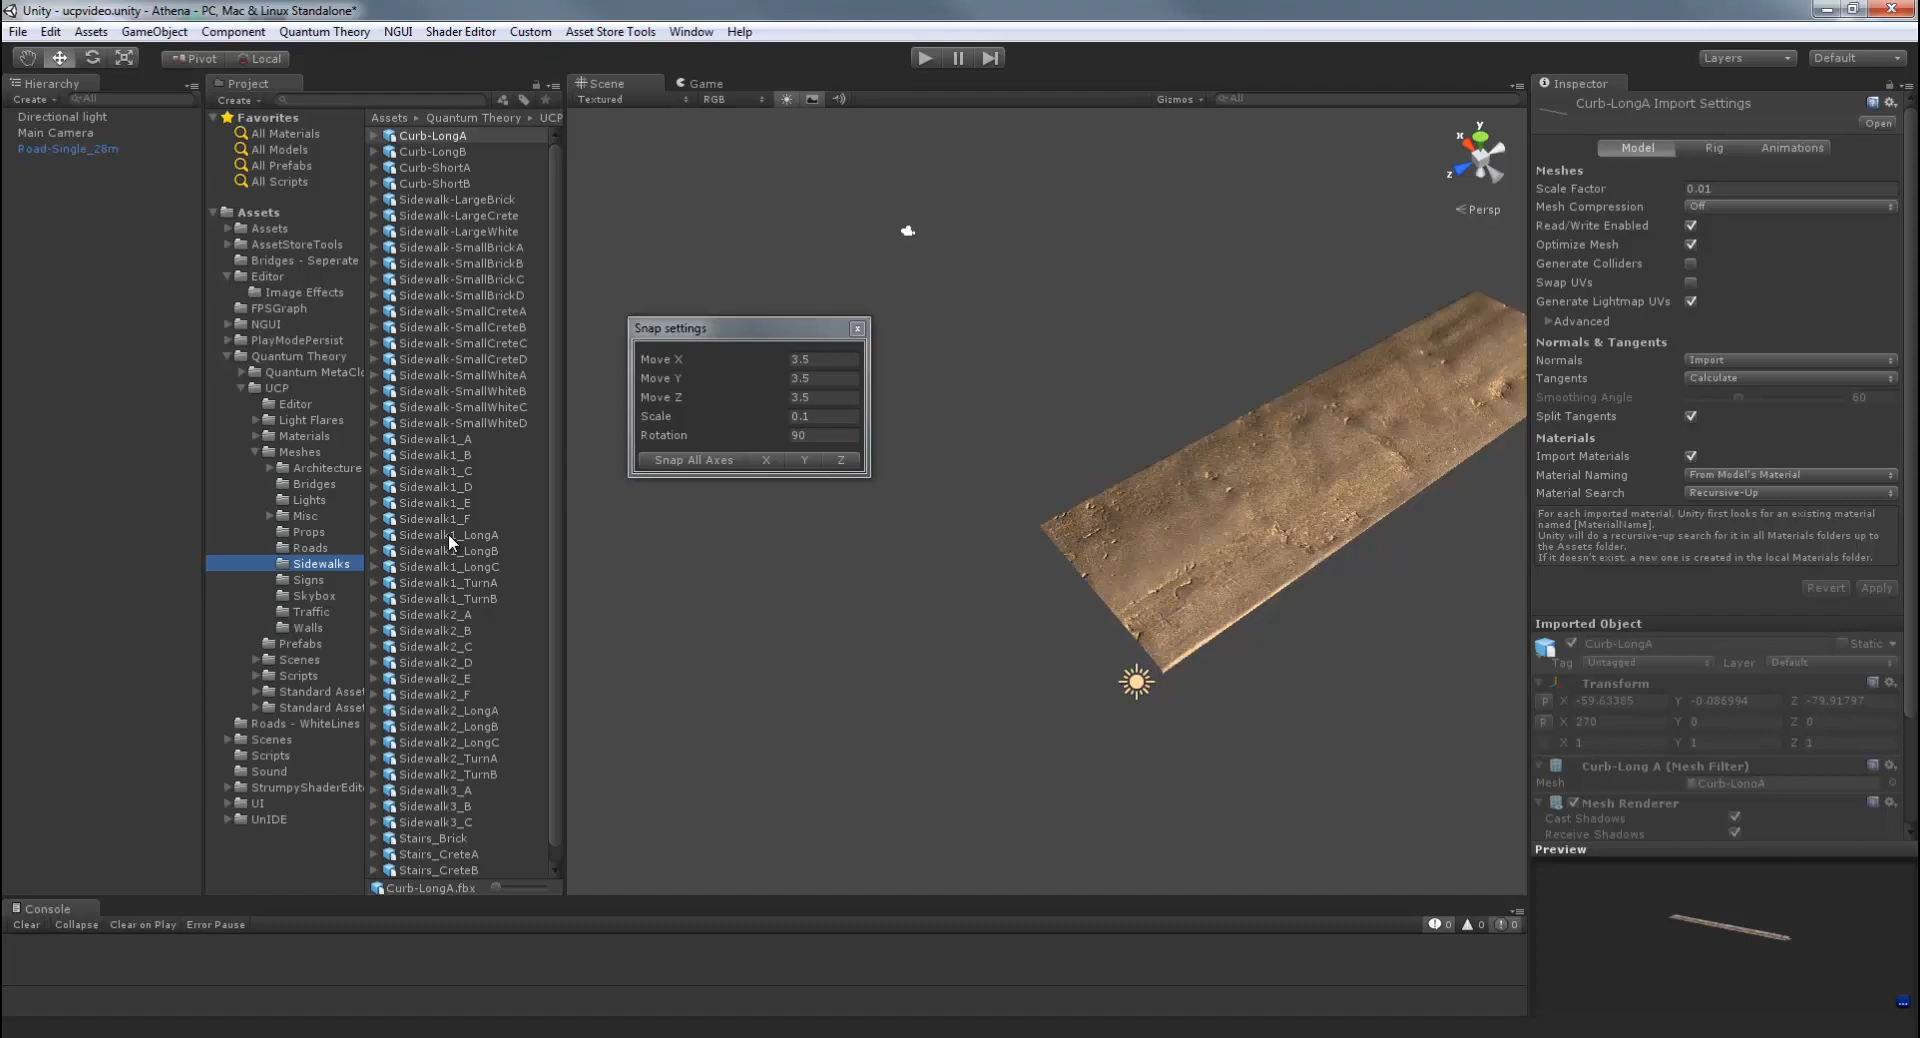 Unity - ucpvideo.unity - Athena - PC, Mac & Linux Standalone*
File Edit Assets GameObject Component Quantum Theory NGUI Shader Editor Custom Asset Store Tools Window Help
Pivot Local
Layers Default
Hierarchy
Create All
Directional light
Main Camera
Road-Single_28m
Project
Create
Favorites
All Materials
All Models
All Prefabs
All Scripts
Assets
Assets
AssetStoreTools
Bridges - Seperate
Editor
Image Effects
FPSGraph
NGUI
PlayModePersist
Quantum Theory
Quantum MetaClo
UCP
Editor
Light Flares
Materials
Meshes
Architecture
Bridges
Lights
Misc
Props
Roads
Sidewalks
Signs
Skybox
Traffic
Walls
Prefabs
Scenes
Scripts
Standard Asset
Standard Asset
Roads - WhiteLines
Scenes
Scripts
Sound
StrumpyShaderEdit
UI
UnIDE
Assets Quantum Theory UCP
Curb-LongA
Curb-LongB
Curb-ShortA
Curb-ShortB
Sidewalk-LargeBrick
Sidewalk-LargeCrete
Sidewalk-LargeWhite
Sidewalk-SmallBrickA
Sidewalk-SmallBrickB
Sidewalk-SmallBrickC
Sidewalk-SmallBrickD
Sidewalk-SmallCreteA
Sidewalk-SmallCreteB
Sidewalk-SmallCreteC
Sidewalk-SmallCreteD
Sidewalk-SmallWhiteA
Sidewalk-SmallWhiteB
Sidewalk-SmallWhiteC
Sidewalk-SmallWhiteD
Sidewalk1_A
Sidewalk1_B
Sidewalk1_C
Sidewalk1_D
Sidewalk1_E
Sidewalk1_F
Sidewalk1_LongA
Sidewalk1_LongB
Sidewalk1_LongC
Sidewalk1_TurnA
Sidewalk1_TurnB
Sidewalk2_A
Sidewalk2_B
Sidewalk2_C
Sidewalk2_D
Sidewalk2_E
Sidewalk2_F
Sidewalk2_LongA
Sidewalk2_LongB
Sidewalk2_LongC
Sidewalk2_TurnA
Sidewalk2_TurnB
Sidewalk3_A
Sidewalk3_B
Sidewalk3_C
Stairs_Brick
Stairs_CreteA
Stairs_CreteB
Curb-LongA.fbx
Scene Game
Textured RGB Gizmos All
y
x
z
Persp
Snap settings x
Move X 3.5
Move Y 3.5
Move Z 3.5
Scale 0.1
Rotation 90
Snap All Axes X Y Z
Inspector
Curb-LongA Import Settings
Open
Model Rig Animations
Meshes
Scale Factor 0.01
Mesh Compression Off
Read/Write Enabled
Optimize Mesh
Generate Colliders
Swap UVs
Generate Lightmap UVs
Advanced
Normals & Tangents
Normals Import
Tangents Calculate
Smoothing Angle 60
Split Tangents
Materials
Import Materials
Material Naming From Model's Material
Material Search Recursive-Up
For each imported material, Unity first looks for an existing material
named [MaterialName].
Unity will do a recursive-up search for it in all Materials folders up to
the Assets folder.
If it doesn't exist, a new one is created in the local Materials folder.
Revert Apply
Imported Object
Curb-LongA Static
Tag Untagged Layer Default
Transform
P X -59.63385 Y -0.086994 Z -79.91797
R X 270 Y 0 Z 0
X 1 Y 1 Z 1
Curb-Long A (Mesh Filter)
Mesh Curb-LongA
Mesh Renderer
Cast Shadows
Receive Shadows
Preview
Console
Clear Collapse Clear on Play Error Pause
0 0 0